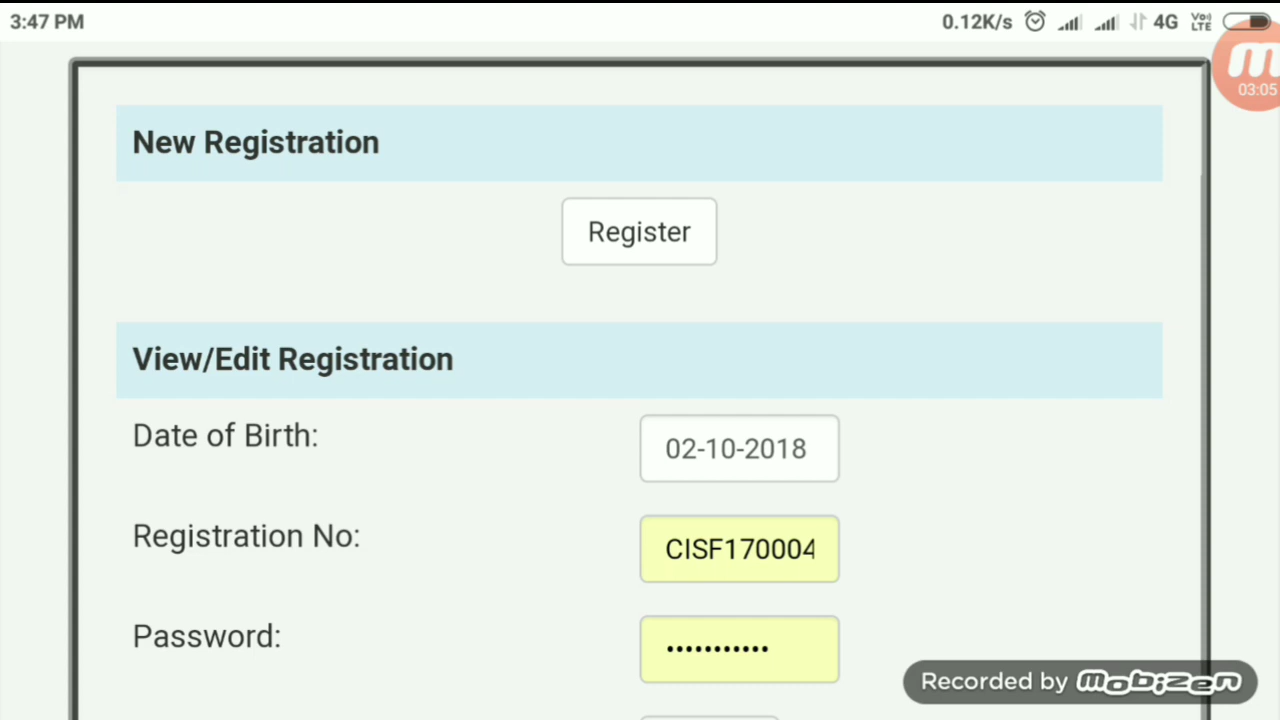 3:47 PM 0.12K/s 4G Vo) LTE
03:05
New Registration
Register
View/Edit Registration
Date of Birth: 02-10-2018
Registration No: CISF170004
Password: •••••••••••
Recorded by mobizen